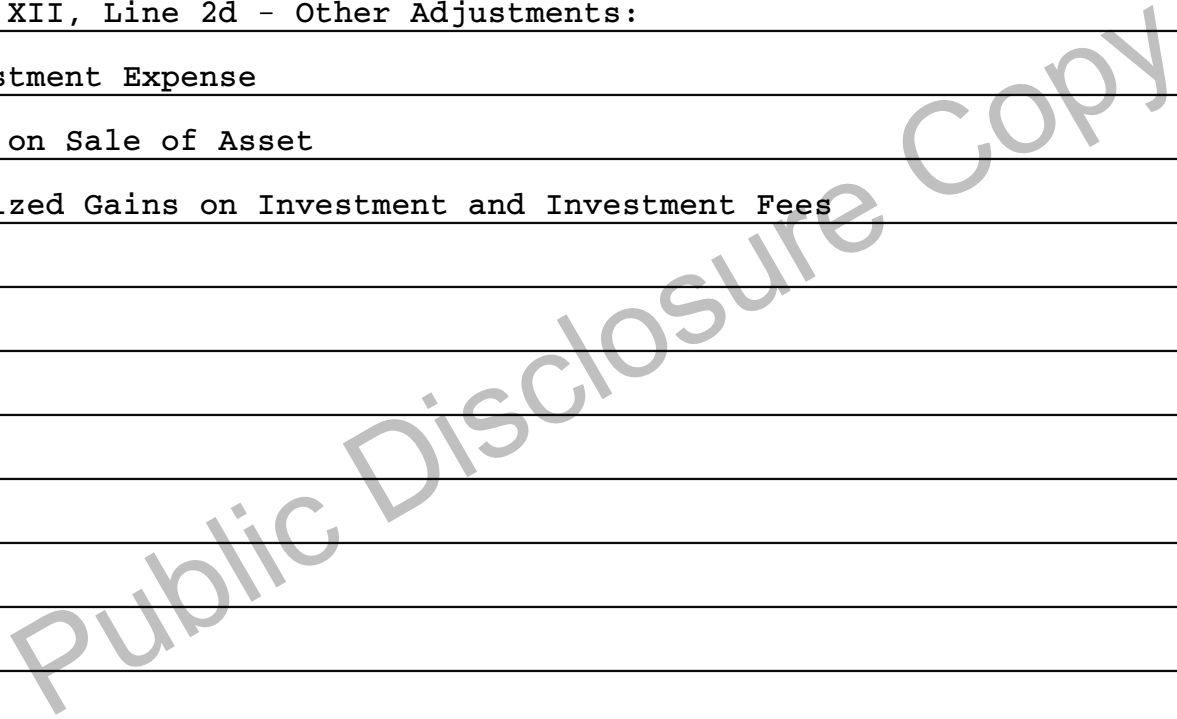 XII, Line 2d - Other Adjustments:
stment Expense
on Sale of Asset
ized Gains on Investment and Investment Fees
Public Disclosure Copy